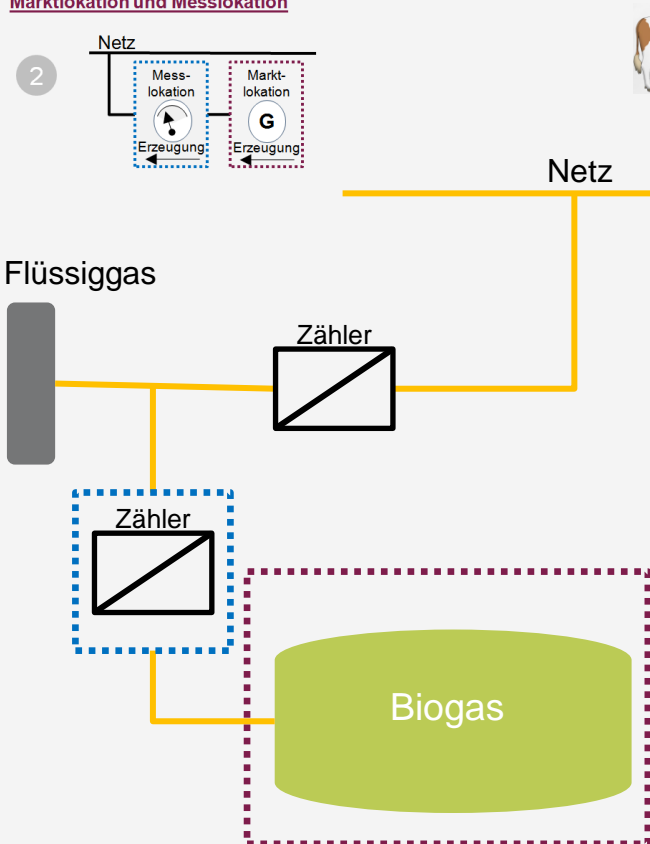 Marktlokation und Messlokation
2
Netz
Mess-
lokation
Markt-
lokation
G
Erzeugung
Erzeugung
Netz
Flüssiggas
Zähler
Zähler
Biogas